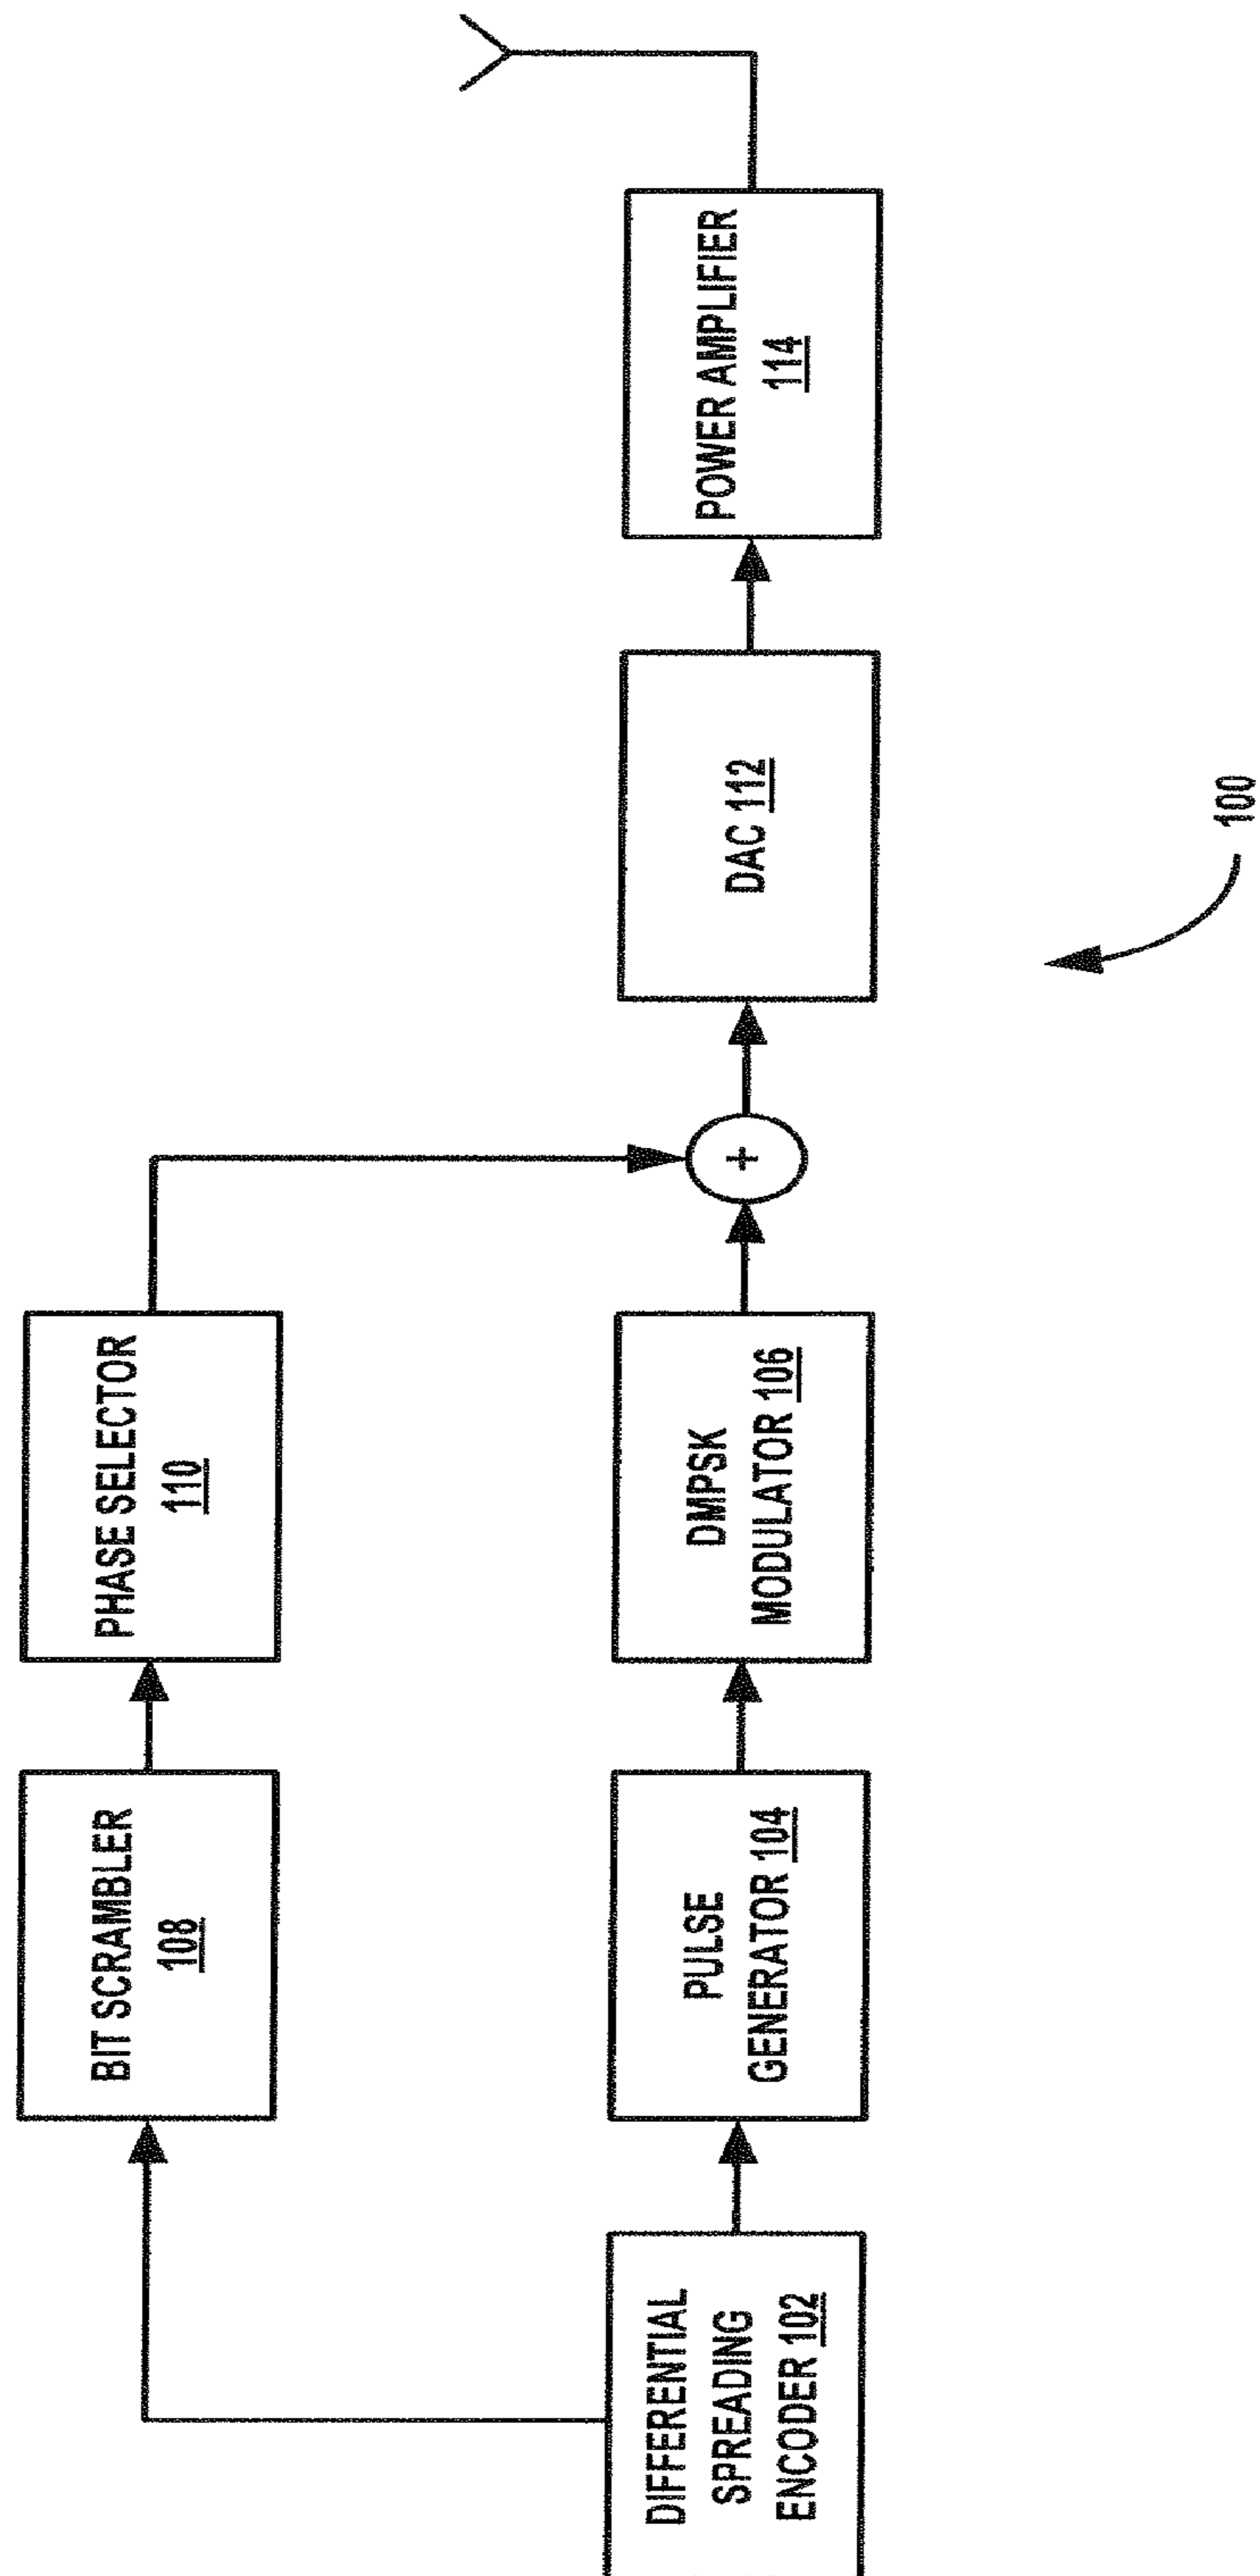 BIT SCRAMBLER
108
PHASE SELECTOR
110
DIFFERENTIAL
SPREADING
ENCODER 102
PULSE
GENERATOR 104
DMPSK
MODULATOR 106
+
DAC 112
POWER AMPLIFIER
114
100